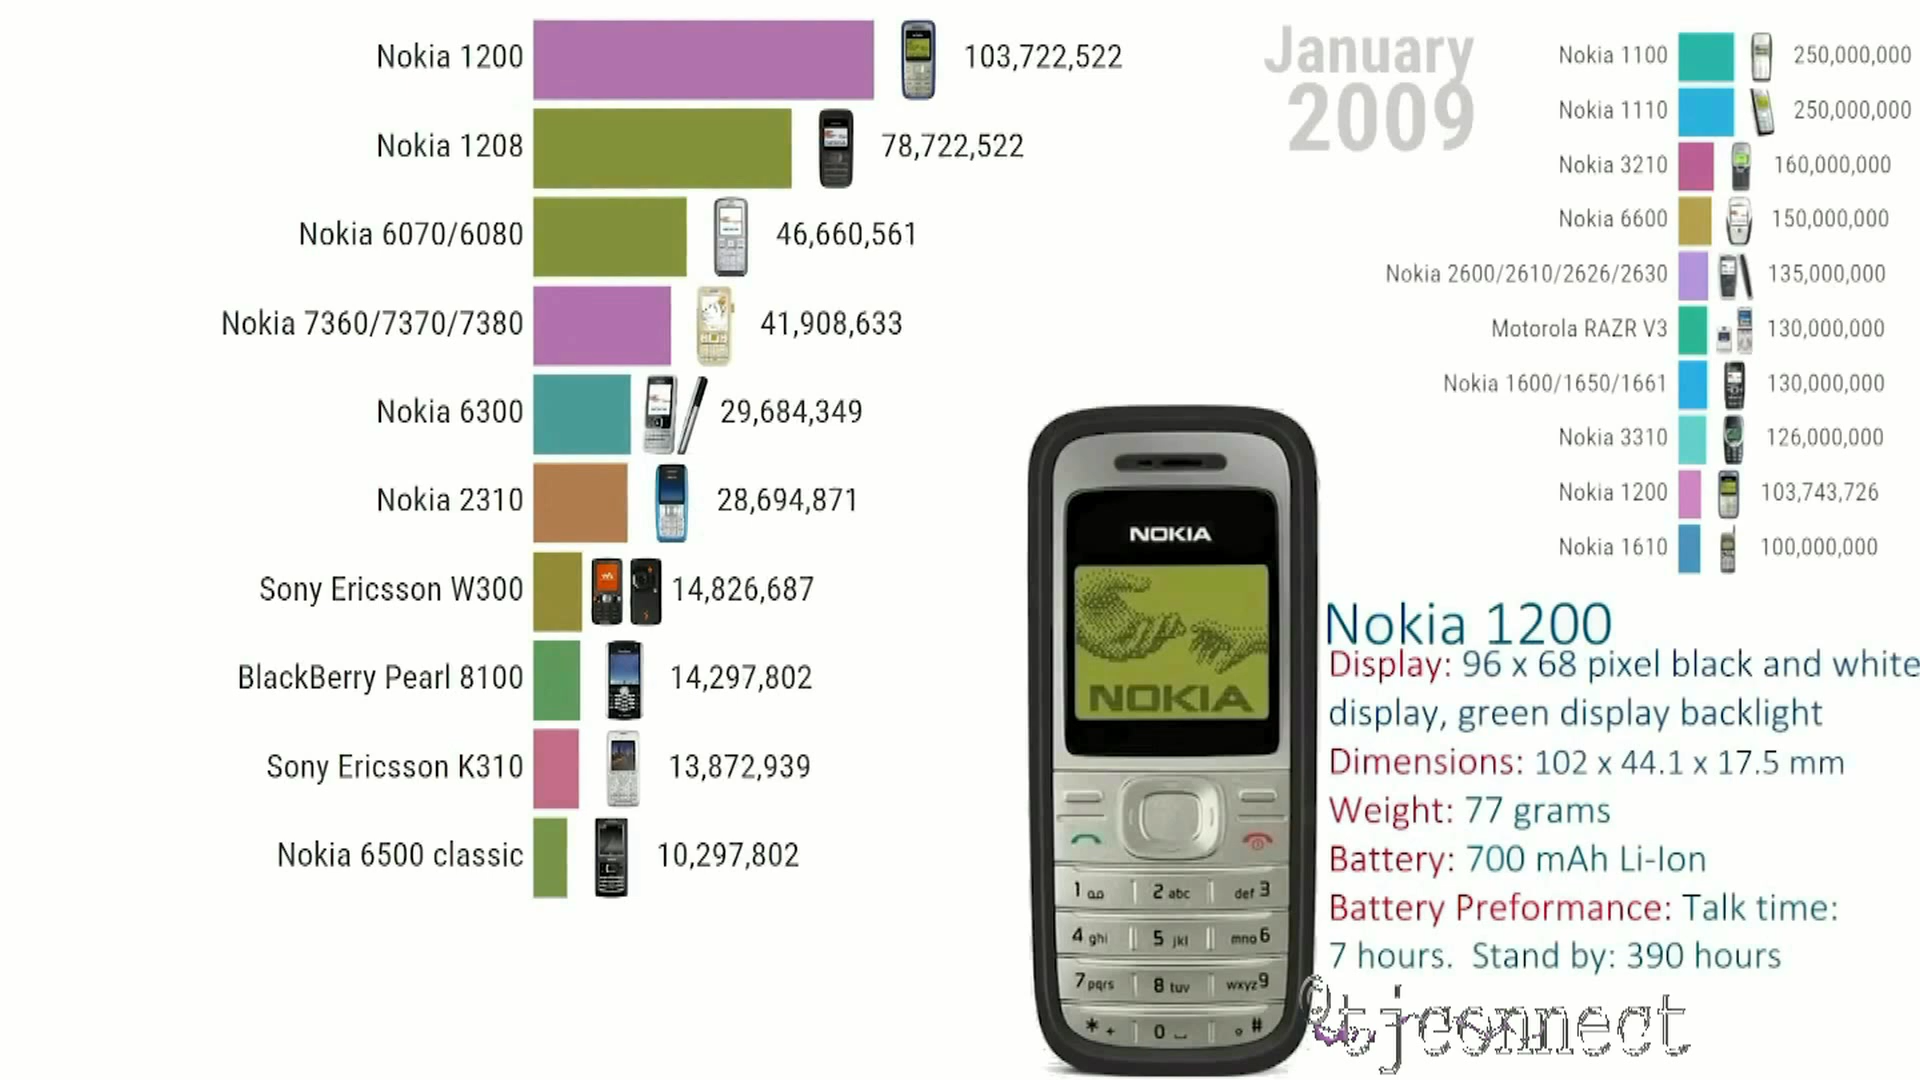 Nokia 1200 103,722,522
Nokia 1208 78,722,522
Nokia 6070/6080 46,660,561
Nokia 7360/7370/7380 41,908,633
Nokia 6300 29,684,349
Nokia 2310 28,694,871
Sony Ericsson W300 14,826,687
BlackBerry Pearl 8100 14,297,802
Sony Ericsson K310 13,872,939
Nokia 6500 classic 10,297,802
January
2009
Nokia 1100 250,000,000
Nokia 1110 250,000,000
Nokia 3210 160,000,000
Nokia 6600 150,000,000
Nokia 2600/2610/2626/2630 135,000,000
Motorola RAZR V3 130,000,000
Nokia 1600/1650/1661 130,000,000
Nokia 3310 126,000,000
Nokia 1200 103,743,726
Nokia 1610 100,000,000
NOKIA
NOKIA
1 2 abc def 3
4 ghi 5 jkl mno 6
7 pqrs 8 tuv wxyz 9
* + 0 #
Nokia 1200
Display: 96 x 68 pixel black and white
display, green display backlight
Dimensions: 102 x 44.1 x 17.5 mm
Weight: 77 grams
Battery: 700 mAh Li-Ion
Battery Preformance: Talk time:
7 hours. Stand by: 390 hours
@tjconnect